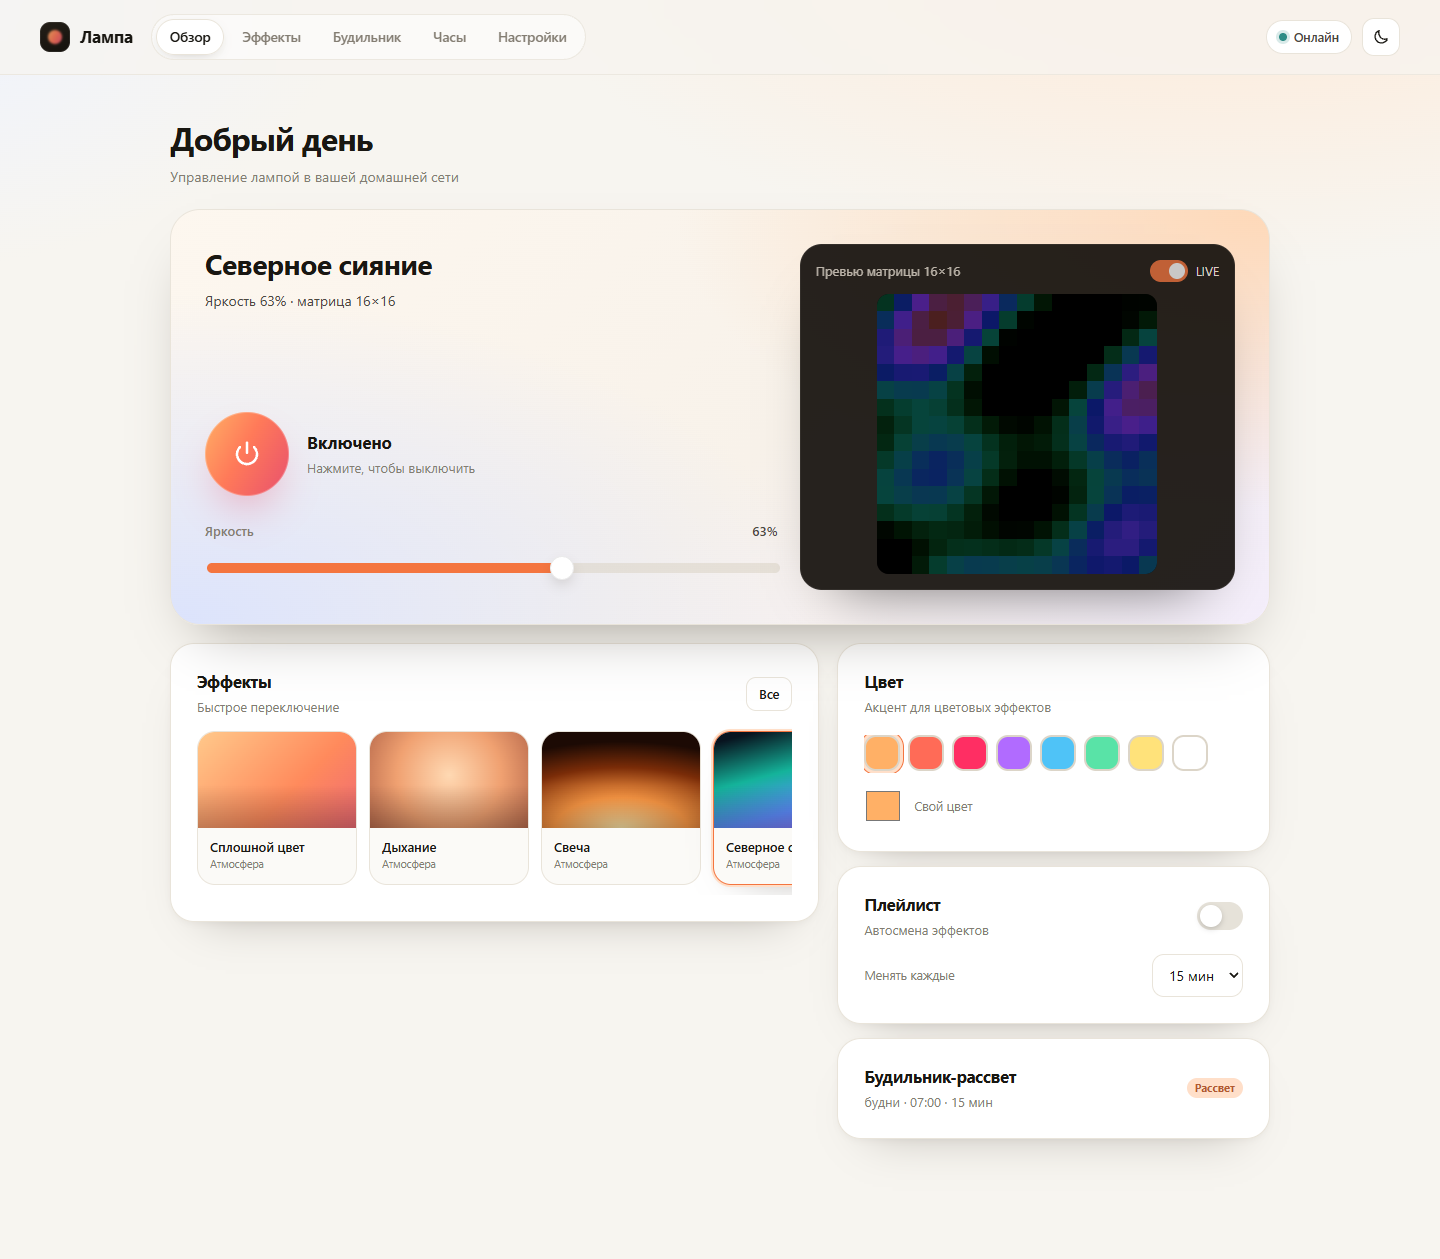 Лампа
Обзор
Эффекты
Будильник
Часы
Настройки
Онлайн
Добрый день
Управление лампой в вашей домашней сети
Северное сияние
Яркость 63% · матрица 16×16
Превью матрицы 16×16
LIVE
Включено
Нажмите, чтобы выключить
Яркость
63%
Эффекты
Быстрое переключение
Все
Сплошной цвет
Атмосфера
Дыхание
Атмосфера
Свеча
Атмосфера
Северное с
Атмосфера
Цвет
Акцент для цветовых эффектов
Свой цвет
Плейлист
Автосмена эффектов
Менять каждые
15 мин
Будильник-рассвет
будни · 07:00 · 15 мин
Рассвет